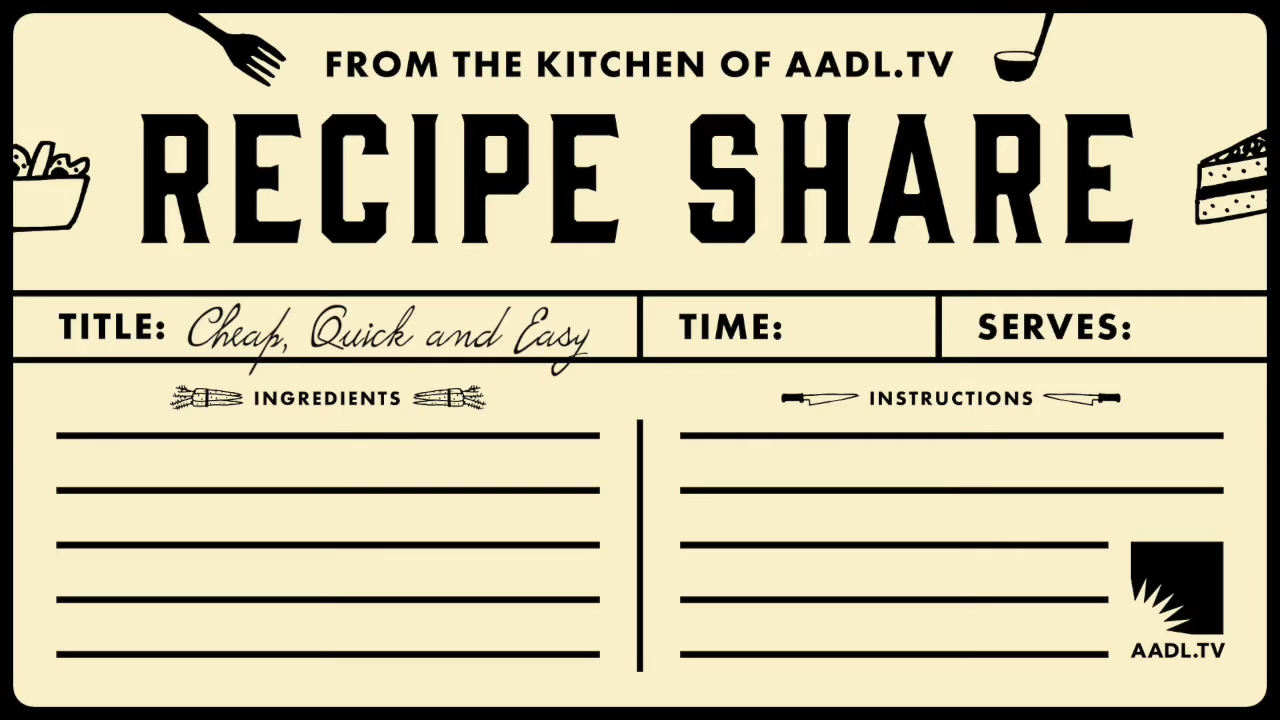 FROM THE KITCHEN OF AADL.TV
RECIPE SHARE
TITLE: Cheap, Quick and Easy
TIME:
SERVES:
INGREDIENTS
INSTRUCTIONS
AADL.TV